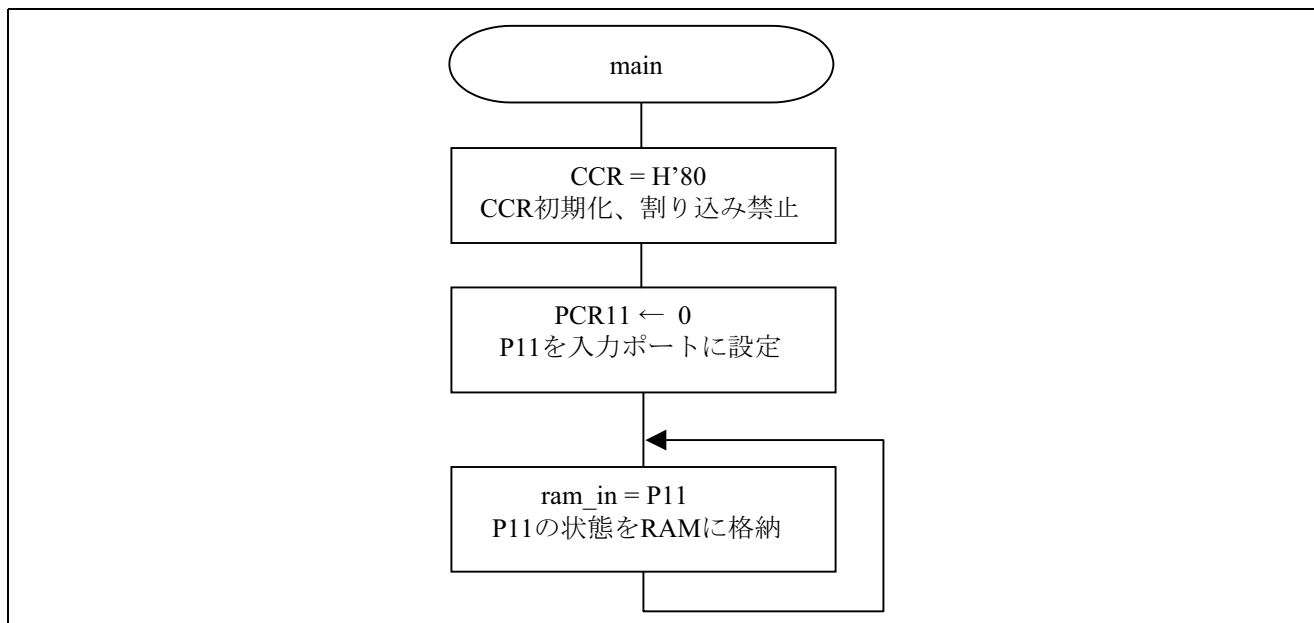 main
CCR = H’80
CCR初期化、割り込み禁止
PCR11 ← 0
P11を入力ポートに設定
ram_in = P11
P11の状態をRAMに格納